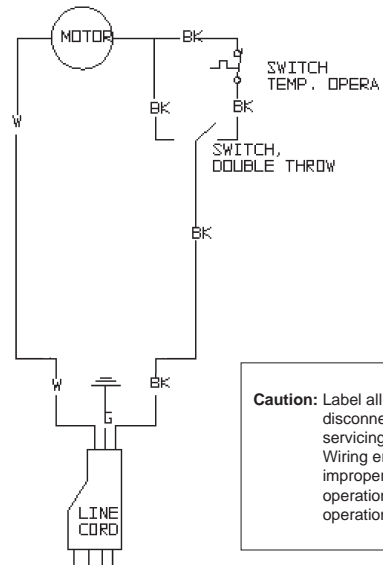 MOTOR
BK
SWITCH
TEMP. OPERA
BK
BK
W
SWITCH,
DOUBLE THROW
BK
W
BK
G
LINE
CORD
Caution: Label all
disconne
servicing
Wiring er
improper
operation
operation